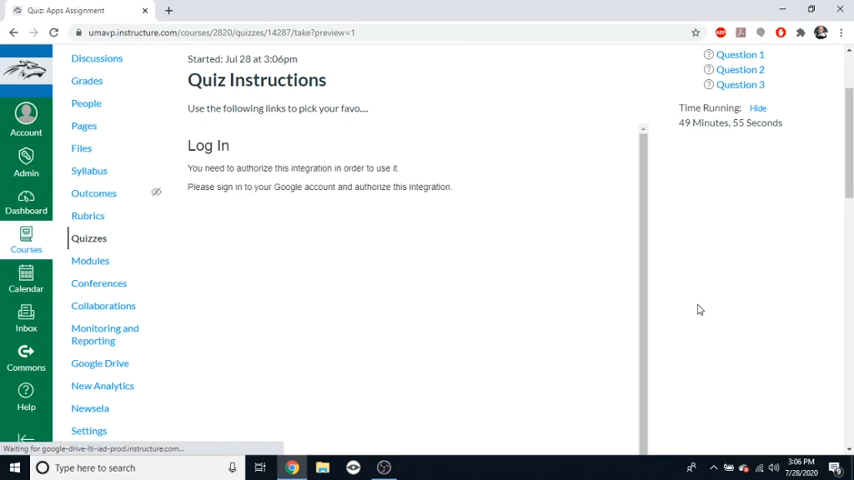 Quiz: Apps Assignment
umavp.instructure.com/courses/2820/quizzes/14287/take?preview=1
Account
Admin
Dashboard
Courses
Calendar
Inbox
Commons
Help
Discussions
Grades
People
Pages
Files
Syllabus
Outcomes
Rubrics
Quizzes
Modules
Conferences
Collaborations
Monitoring and
Reporting
Google Drive
New Analytics
Newsela
Settings
Started: Jul 28 at 3:06pm
Quiz Instructions
Use the following links to pick your favo....
Log In
You need to authorize this integration in order to use it.
Please sign in to your Google account and authorize this integration.
Question 1
Question 2
Question 3
Time Running: Hide
49 Minutes, 55 Seconds
Waiting for google-drive-lti-iad-prod.instructure.com...
Type here to search
3:06 PM
7/28/2020